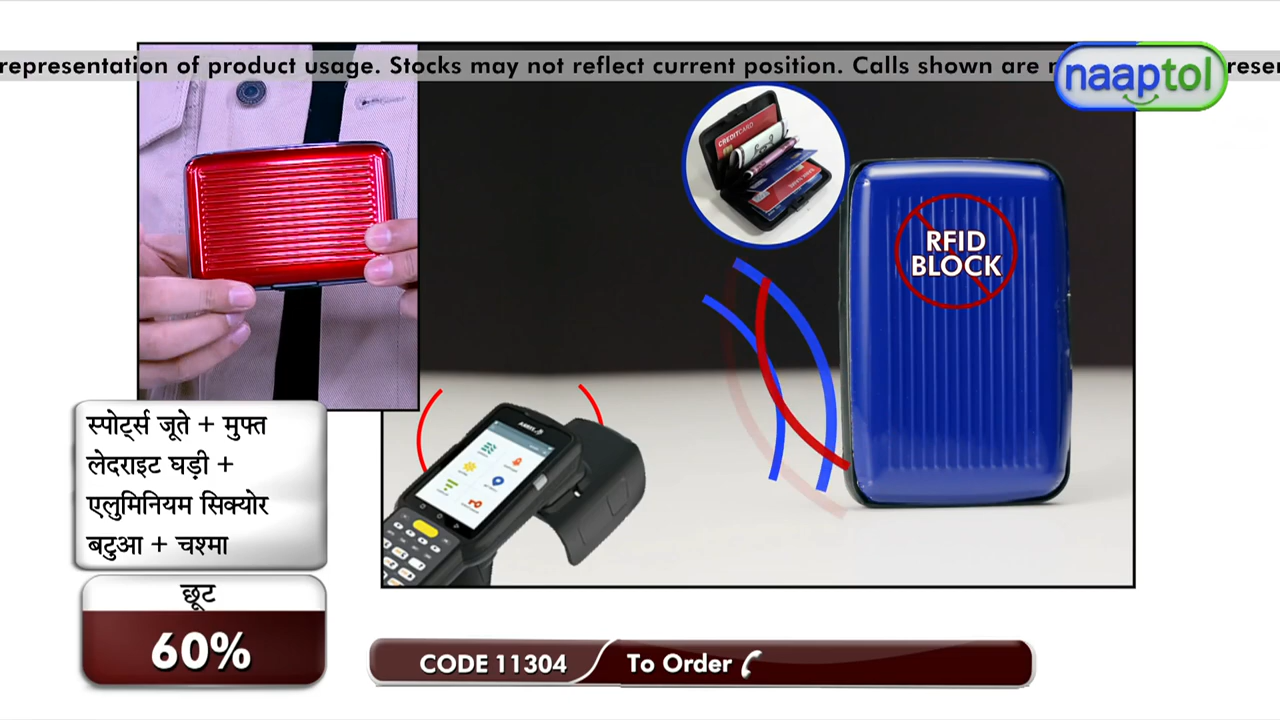 representation of product usage. Stocks may not reflect current position. Calls shown are
naaptol
CREDIT CARD
RFID
BLOCK
स्पोर्ट्स जूते + मुफ्त
लेदराइट घड़ी +
एलुमिनियम सिक्योर
बटुआ + चश्मा
छूट
60%
CODE 11304
To Order